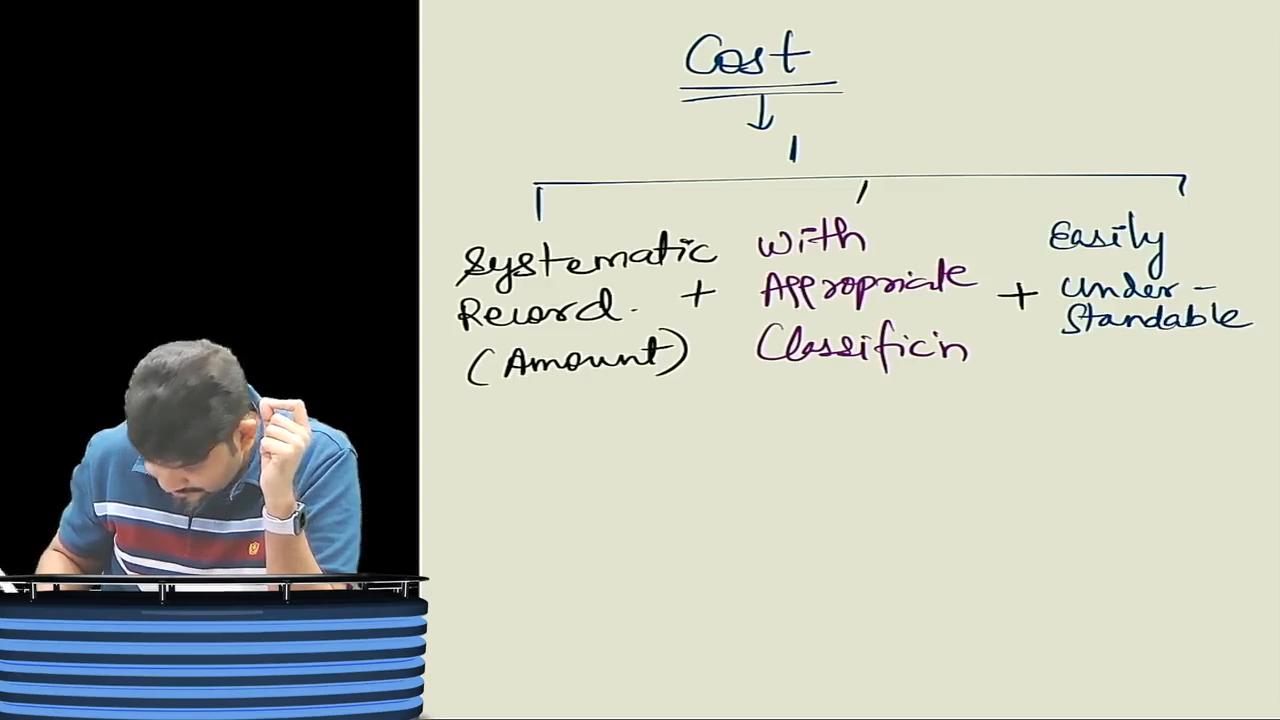 Cost
Systematic
Record.
(Amount)
+
With
Appropriate
Classific'n
+
Easily
Under-
Standable